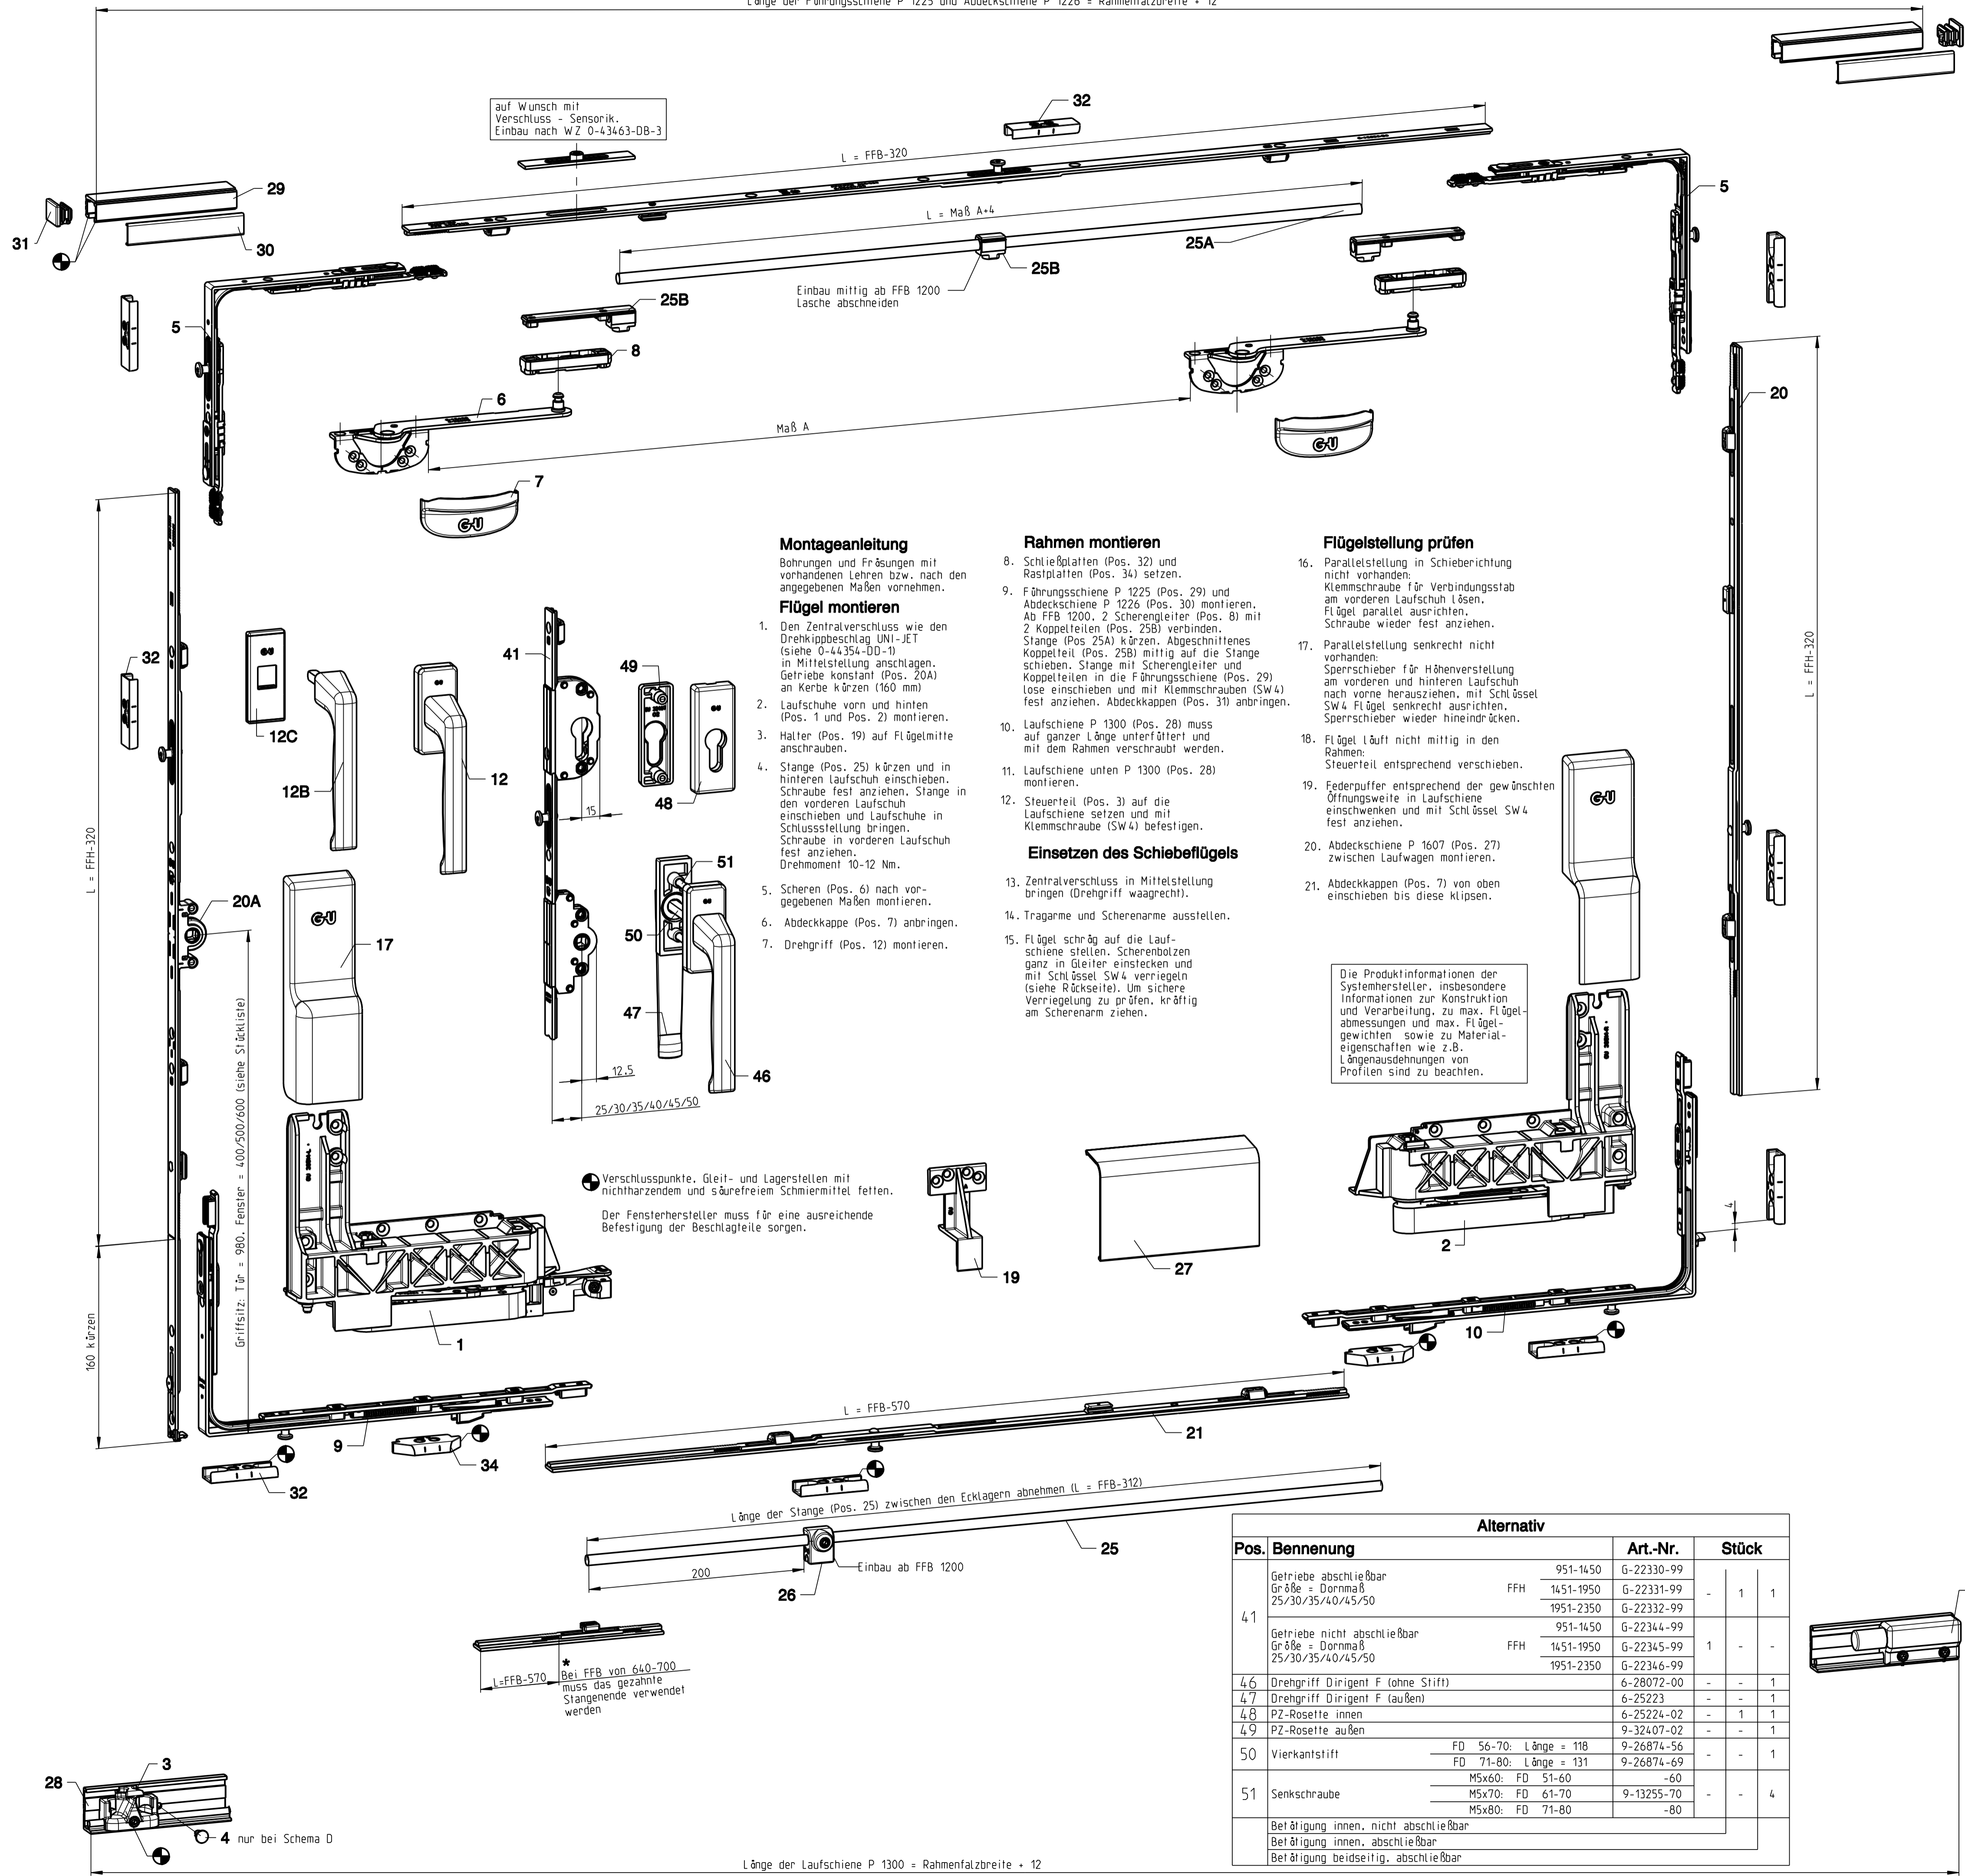 Länge der Führungsschiene P 1225 und Abdeckschiene P 1226 = Rahmenfalzbreite + 12
auf Wunsch mit
Verschluss - Sensorik.
Einbau nach WZ 0-43463-DB-3
32
L = FFB-320
29
31
30
5
5
L = Maß A+4
25A
25B
Einbau mittig ab FFB 1200
Lasche abschneiden
25B
8
6
Maß A
20
7
G-U
G-U
Montageanleitung
Bohrungen und Fräsungen mit
vorhandenen Lehren bzw. nach den
angegebenen Maßen vornehmen.
Flügel montieren
1. Den Zentralverschluss wie den
Drehkippbeschlag UNI-JET
(siehe 0-44354-DD-1)
in Mittelstellung anschlagen.
Getriebe konstant (Pos. 20A)
an Kerbe kürzen (160 mm)
2. Laufschuhe vorn und hinten
(Pos. 1 und Pos. 2) montieren.
3. Halter (Pos. 19) auf Flügelmitte
anschrauben.
4. Stange (Pos. 25) kürzen und in
hinteren laufschuh einschieben.
Schraube fest anziehen. Stange in
den vorderen Laufschuh
einschieben und Laufschuhe in
Schlussstellung bringen.
Schraube in vorderen Laufschuh
fest anziehen.
Drehmoment 10-12 Nm.
5. Scheren (Pos. 6) nach vor-
gegebenen Maßen montieren.
6. Abdeckkappe (Pos. 7) anbringen.
7. Drehgriff (Pos. 12) montieren.
Rahmen montieren
8. Schließplatten (Pos. 32) und
Rastplatten (Pos. 34) setzen.
9. Führungsschiene P 1225 (Pos. 29) und
Abdeckschiene P 1226 (Pos. 30) montieren.
Ab FFB 1200, 2 Scherengleiter (Pos. 8) mit
2 Koppelteilen (Pos. 25B) verbinden.
Stange (Pos 25A) kürzen. Abgeschnittenes
Koppelteil (Pos. 25B) mittig auf die Stange
schieben. Stange mit Scherengleiter und
Koppelteilen in die Führungsschiene (Pos. 29)
lose einschieben und mit Klemmschrauben (SW4)
fest anziehen. Abdeckkappen (Pos. 31) anbringen.
10. Laufschiene P 1300 (Pos. 28) muss
auf ganzer Länge unterfüttert und
mit dem Rahmen verschraubt werden.
11. Laufschiene unten P 1300 (Pos. 28)
montieren.
12. Steuerteil (Pos. 3) auf die
Laufschiene setzen und mit
Klemmschraube (SW4) befestigen.
Einsetzen des Schiebeflügels
13. Zentralverschluss in Mittelstellung
bringen (Drehgriff waagrecht).
14. Tragarme und Scherenarme ausstellen.
15. Flügel schräg auf die Lauf-
schiene stellen. Scherenbolzen
ganz in Gleiter einstecken und
mit Schlüssel SW4 verriegeln
(siehe Rückseite). Um sichere
Verriegelung zu prüfen, kräftig
am Scherenarm ziehen.
Flügelstellung prüfen
16. Parallelstellung in Schieberichtung
nicht vorhanden:
Klemmschraube für Verbindungsstab
am vorderen Laufschuh lösen,
Flügel parallel ausrichten,
Schraube wieder fest anziehen.
17. Parallelstellung senkrecht nicht
vorhanden:
Sperrschieber für Höhenverstellung
am vorderen und hinteren Laufschuh
nach vorne herausziehen, mit Schlüssel
SW4 Flügel senkrecht ausrichten,
Sperrschieber wieder hineindrücken.
18. Flügel läuft nicht mittig in den
Rahmen:
Steuerteil entsprechend verschieben.
19. Federpuffer entsprechend der gewünschten
Öffnungsweite in Laufschiene
einschwenken und mit Schlüssel SW4
fest anziehen.
20. Abdeckschiene P 1607 (Pos. 27)
zwischen Laufwagen montieren.
21. Abdeckkappen (Pos. 7) von oben
einschieben bis diese klipsen.
Die Produktinformationen der
Systemhersteller, insbesondere
Informationen zur Konstruktion
und Verarbeitung, zu max. Flügel-
abmessungen und max. Flügel-
gewichten sowie zu Material-
eigenschaften wie z.B.
Längenausdehnungen von
Profilen sind zu beachten.
L = FFH-320
32
G-U
12C
12B
G-U
12
41
49
G-U
48
15
51
G-U
50
47
46
12.5
25/30/35/40/45/50
L = FFH-320
20A
G-U
17
G-U
Griffsitz: Tür = 980, Fenster = 400/500/600 (siehe Stückliste)
160 kürzen
Verschlusspunkte, Gleit- und Lagerstellen mit
nichtharzendem und säurefreiem Schmiermittel fetten.
Der Fensterhersteller muss für eine ausreichende
Befestigung der Beschlagteile sorgen.
19
27
2
4
1
10
9
34
32
L = FFB-570
21
Länge der Stange (Pos. 25) zwischen den Ecklagern abnehmen (L = FFB-312)
25
200
26
Einbau ab FFB 1200
L=FFB-570
*
Bei FFB von 640-700
muss das gezahnte
Stangenende verwendet
werden
Alternativ
Pos. Bennenung Art.-Nr. Stück
41 Getriebe abschließbar
Größe = Dornmaß
25/30/35/40/45/50 FFH
951-1450 G-22330-99
1451-1950 G-22331-99 - 1 1
1951-2350 G-22332-99
Getriebe nicht abschließbar
Größe = Dornmaß
25/30/35/40/45/50 FFH
951-1450 G-22344-99
1451-1950 G-22345-99 1 - -
1951-2350 G-22346-99
46 Drehgriff Dirigent F (ohne Stift) 6-28072-00 - - 1
47 Drehgriff Dirigent F (außen) 6-25223 - - 1
48 PZ-Rosette innen 6-25224-02 - 1 1
49 PZ-Rosette außen 9-32407-02 - - 1
50 Vierkantstift FD 56-70: Länge = 118 9-26874-56 - - 1
FD 71-80: Länge = 131 9-26874-69
51 Senkschraube M5x60: FD 51-60 -60
M5x70: FD 61-70 9-13255-70 - - 4
M5x80: FD 71-80 -80
Betätigung innen, nicht abschließbar
Betätigung innen, abschließbar
Betätigung beidseitig, abschließbar
28
3
4 nur bei Schema D
Länge der Laufschiene P 1300 = Rahmenfalzbreite + 12